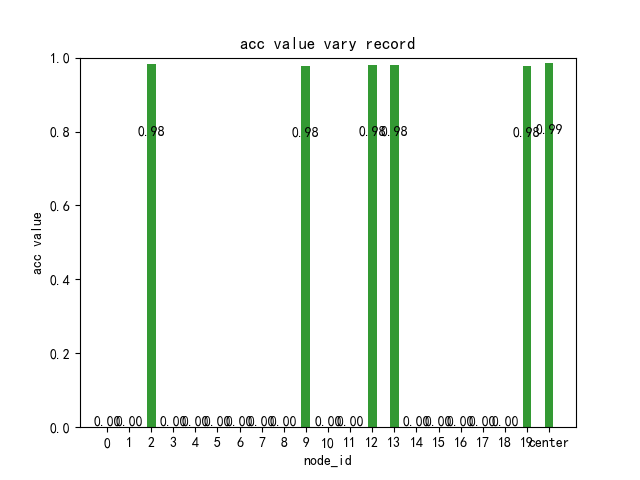 acc value vary record
acc value
1.0
0.8
0.6
0.4
0.2
0.0
0.98 0.98 0.98 0.98 0.98 0.99
0.00 0.00 0.00 0.00 0.00 0.00 0.00 0.00 0.00 0.00 0.00 0.00 0.00 0.00 0.00
0 1 2 3 4 5 6 7 8 9 10 11 12 13 14 15 16 17 18 19 center
node_id